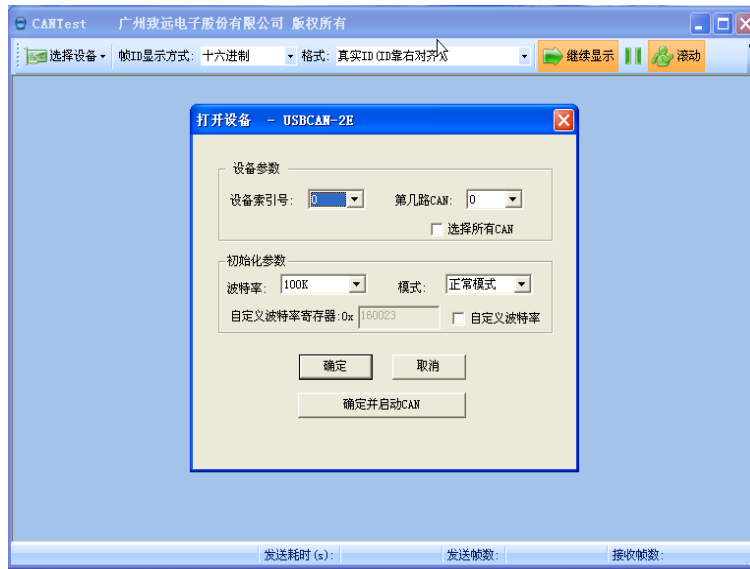 CANTest 广州致远电子股份有限公司 版权所有
选择设备 帧ID显示方式: 十六进制 格式: 真实ID(ID靠右对齐) 继续显示 滚动
打开设备 - USBCAN-2E
设备参数
设备索引号: 0 第几路CAN: 0
选择所有CAN
初始化参数
波特率: 100K 模式: 正常模式
自定义波特率寄存器:0x 160023 自定义波特率
确定 取消
确定并启动CAN
发送耗时(s): 发送帧数: 接收帧数: